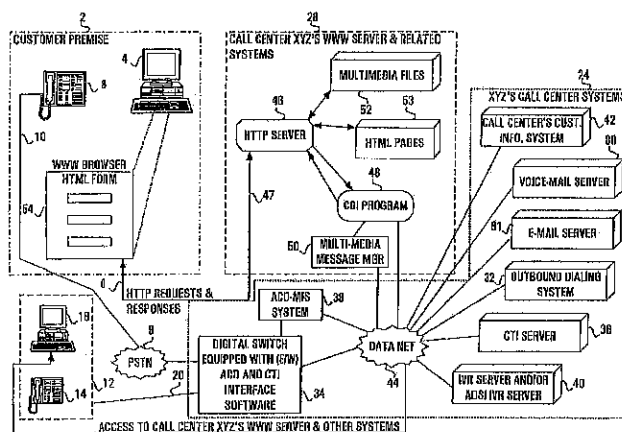 2
CUSTOMER PREMISE
4
8
10
WWW BROWSER
HTML FORM
54
6
HTTP REQUESTS &
RESPONSES
28
CALL CENTER XYZ'S WWW SERVER & RELATED
SYSTEMS
MULTIMEDIA FILES
52
46
HTTP SERVER
53
HTML PAGES
47
48
CGI PROGRAM
50
MULTI-MEDIA
MESSAGE MGR
24
XYZ'S CALL CENTER SYSTEMS
CALL CENTER'S CUST.
INFO. SYSTEM
42
60
VOICE-MAIL SERVER
61
E-MAIL SERVER
32
OUTBOUND DIALING
SYSTEM
CTI SERVER
36
IVR SERVER AND/OR
ADSI IVR SERVER
40
ACD-MIS
SYSTEM
38
DATA NET
44
9
PSTN
DIGITAL SWITCH
EQUIPPED WITH (E/W)
ACD AND CTI
INTERFACE
SOFTWARE
34
16
14
12
20
ACCESS TO CALL CENTER XYZ'S WWW SERVER & OTHER SYSTEMS